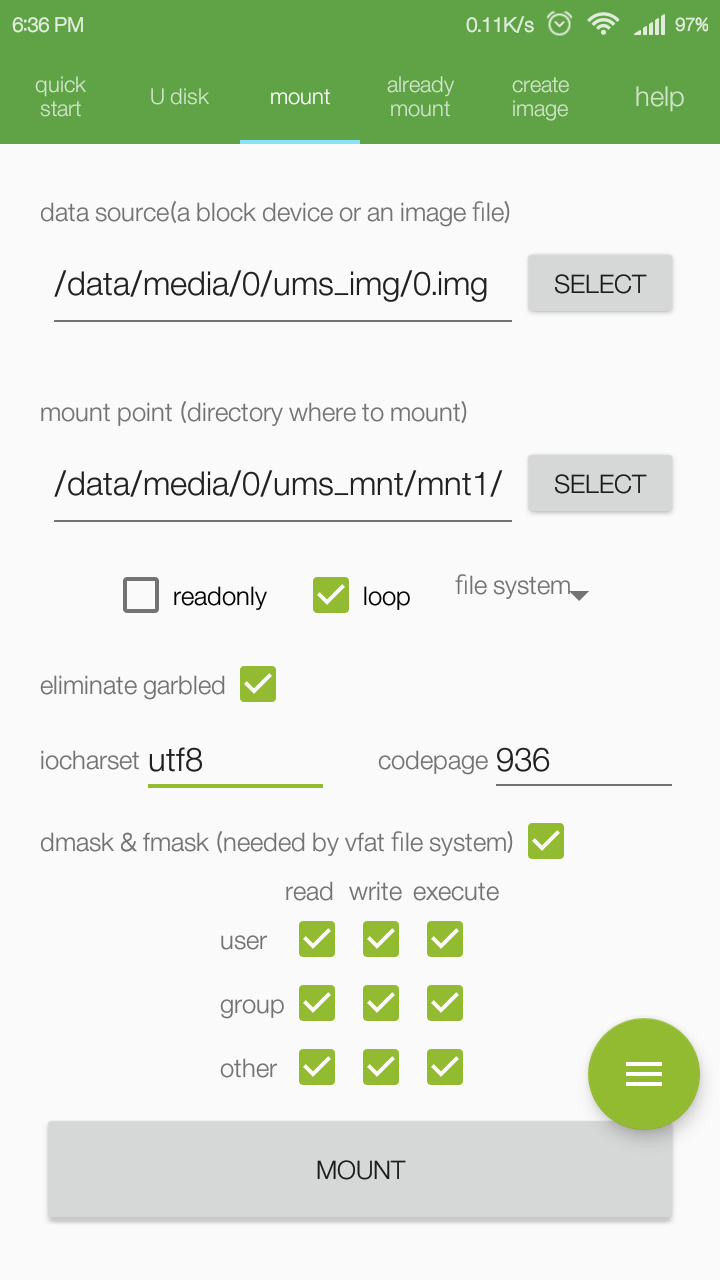 6:36 PM 0.11K/s 97%
quick start U disk mount already mount create image help
data source(a block device or an image file)
/data/media/0/ums_img/0.img SELECT
mount point (directory where to mount)
/data/media/0/ums_mnt/mnt1/ SELECT
readonly loop file system
eliminate garbled
iocharset utf8 codepage 936
dmask & fmask (needed by vfat file system)
read write execute
user
group
other
MOUNT